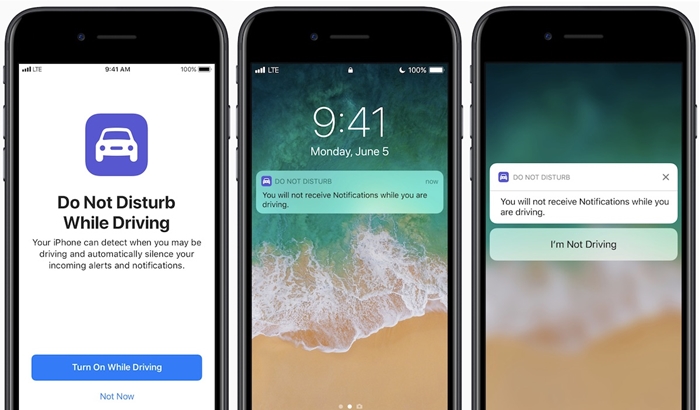 LTE 9:41 AM 100%
Do Not Disturb
While Driving
Your iPhone can detect when you may be
driving and automatically silence your
incoming alerts and notifications.
Turn On While Driving
Not Now
LTE 100%
9:41
Monday, June 5
DO NOT DISTURB now
You will not receive Notifications while you are
driving.
DO NOT DISTURB
You will not receive Notifications while you
are driving.
I'm Not Driving